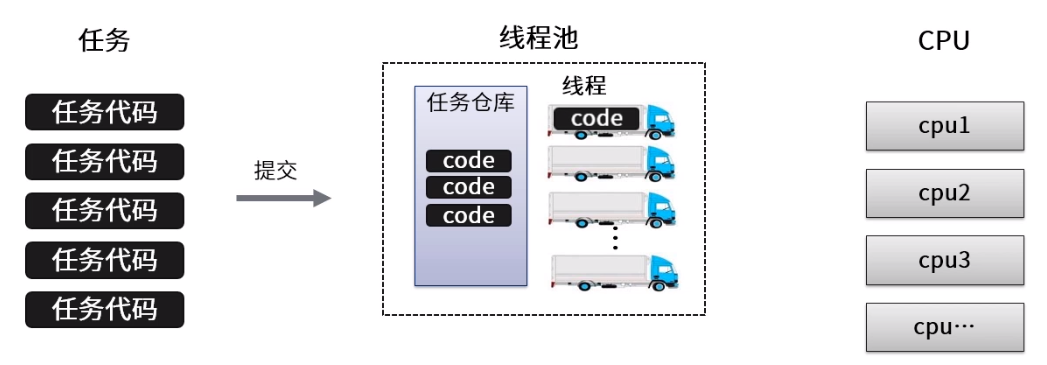 任务
任务代码
任务代码
任务代码
任务代码
任务代码
提交
线程池
任务仓库
code
code
code
线程
code
CPU
cpu1
cpu2
cpu3
cpu…